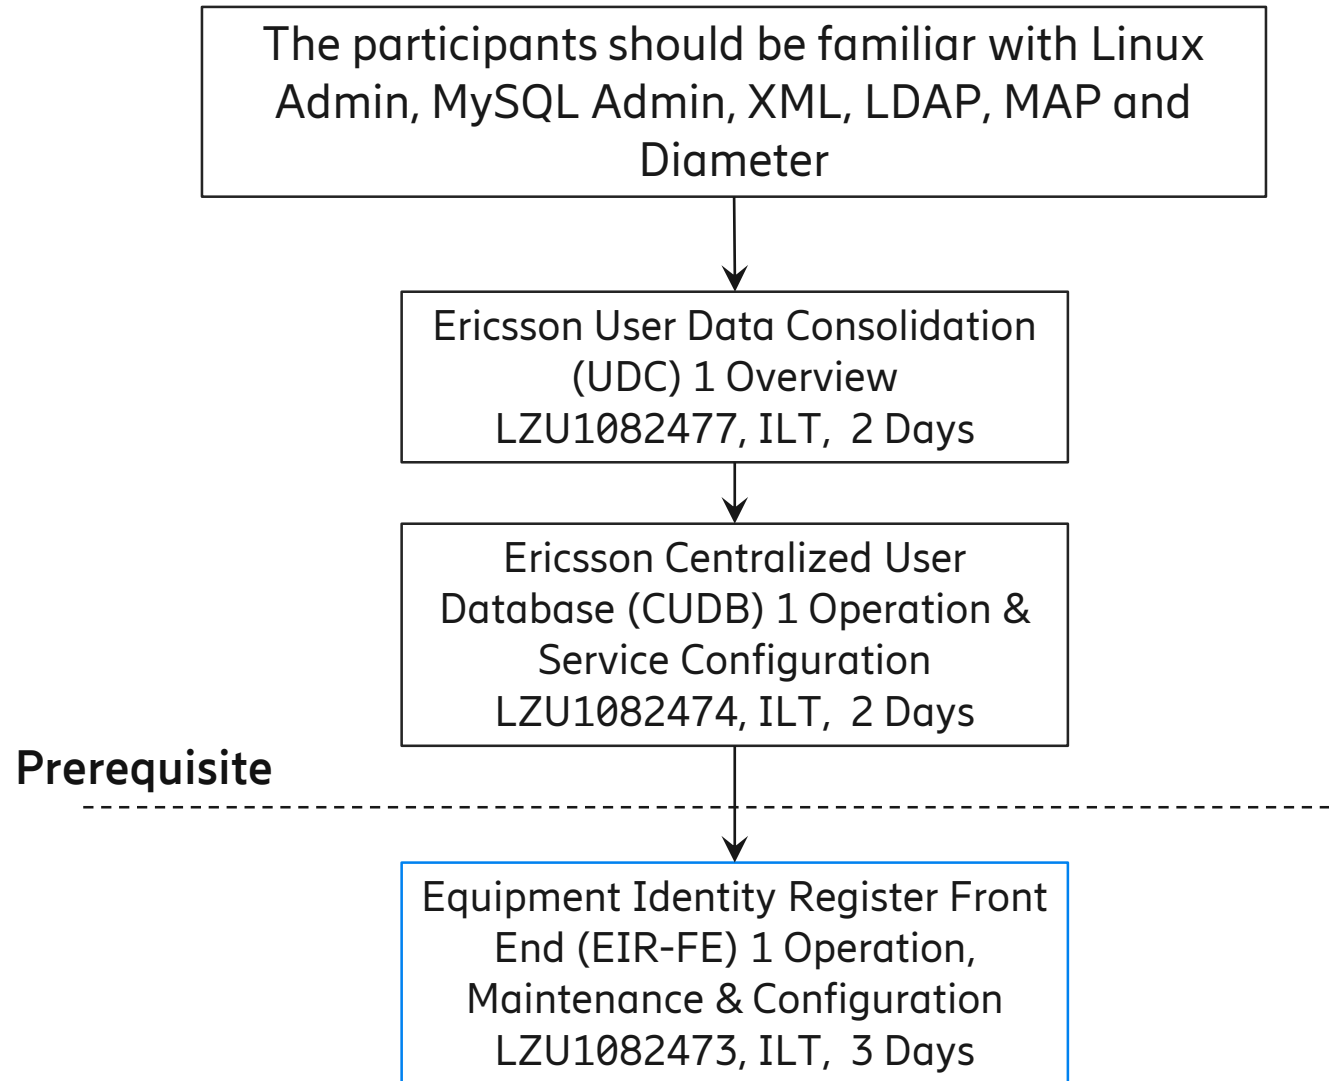 The participants should be familiar with Linux
Admin, MySQL Admin, XML, LDAP, MAP and
Diameter
Ericsson User Data Consolidation
(UDC) 1 Overview
LZU1082477, ILT,  2 Days
Ericsson Centralized User
Database (CUDB) 1 Operation &
Service Configuration
LZU1082474, ILT,  2 Days
Prerequisite
Equipment Identity Register Front
End (EIR-FE) 1 Operation,
Maintenance & Configuration
LZU1082473, ILT,  3 Days